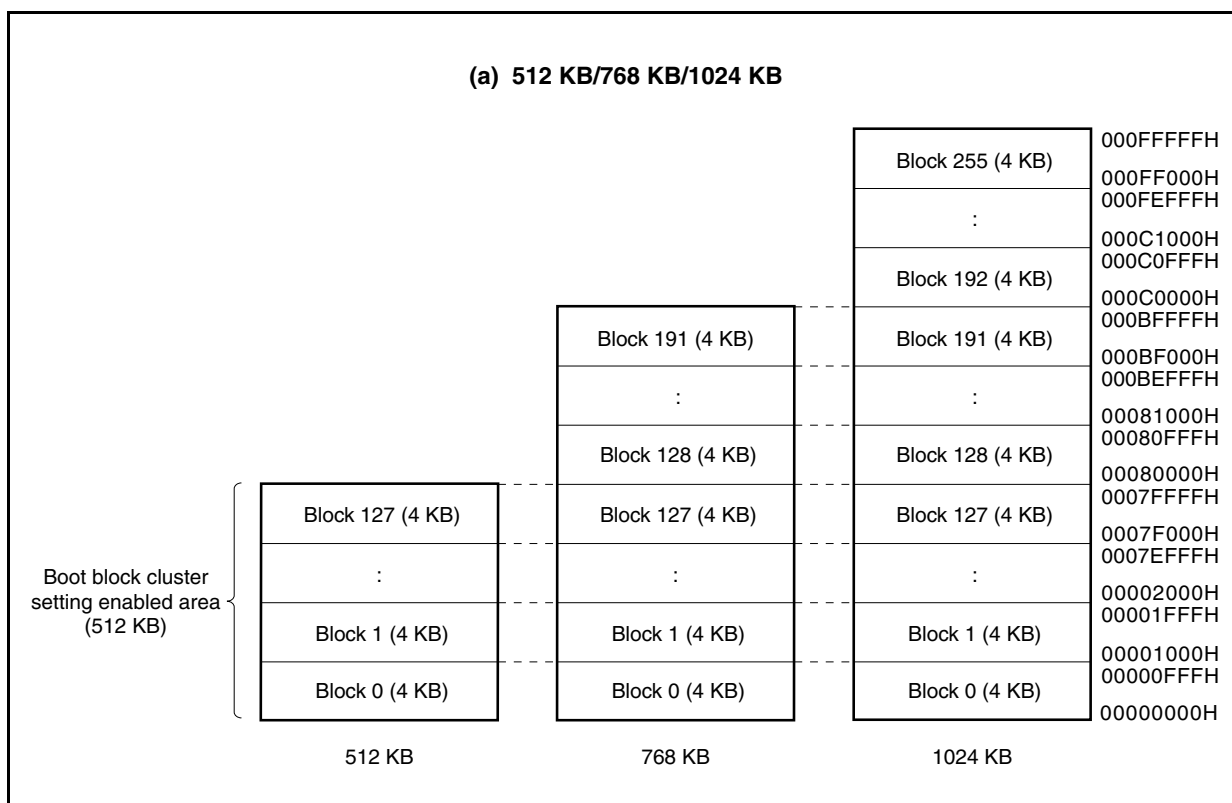 (a) 512 KB/768 KB/1024 KB
000FFFFFH
Block 255 (4 KB)
000FF000H
000FEFFFH
:
000C1000H
000C0FFFH
Block 192 (4 KB)
000C0000H
000BFFFFH
Block 191 (4 KB) Block 191 (4 KB)
000BF000H
000BEFFFH
: :
00081000H
00080FFFH
Block 128 (4 KB) Block 128 (4 KB)
00080000H
0007FFFFH
Block 127 (4 KB) Block 127 (4 KB) Block 127 (4 KB)
0007F000H
0007EFFFH
Boot block cluster
setting enabled area
(512 KB)
: : :
00002000H
00001FFFH
Block 1 (4 KB) Block 1 (4 KB) Block 1 (4 KB)
00001000H
00000FFFH
Block 0 (4 KB) Block 0 (4 KB) Block 0 (4 KB)
00000000H
512 KB 768 KB 1024 KB